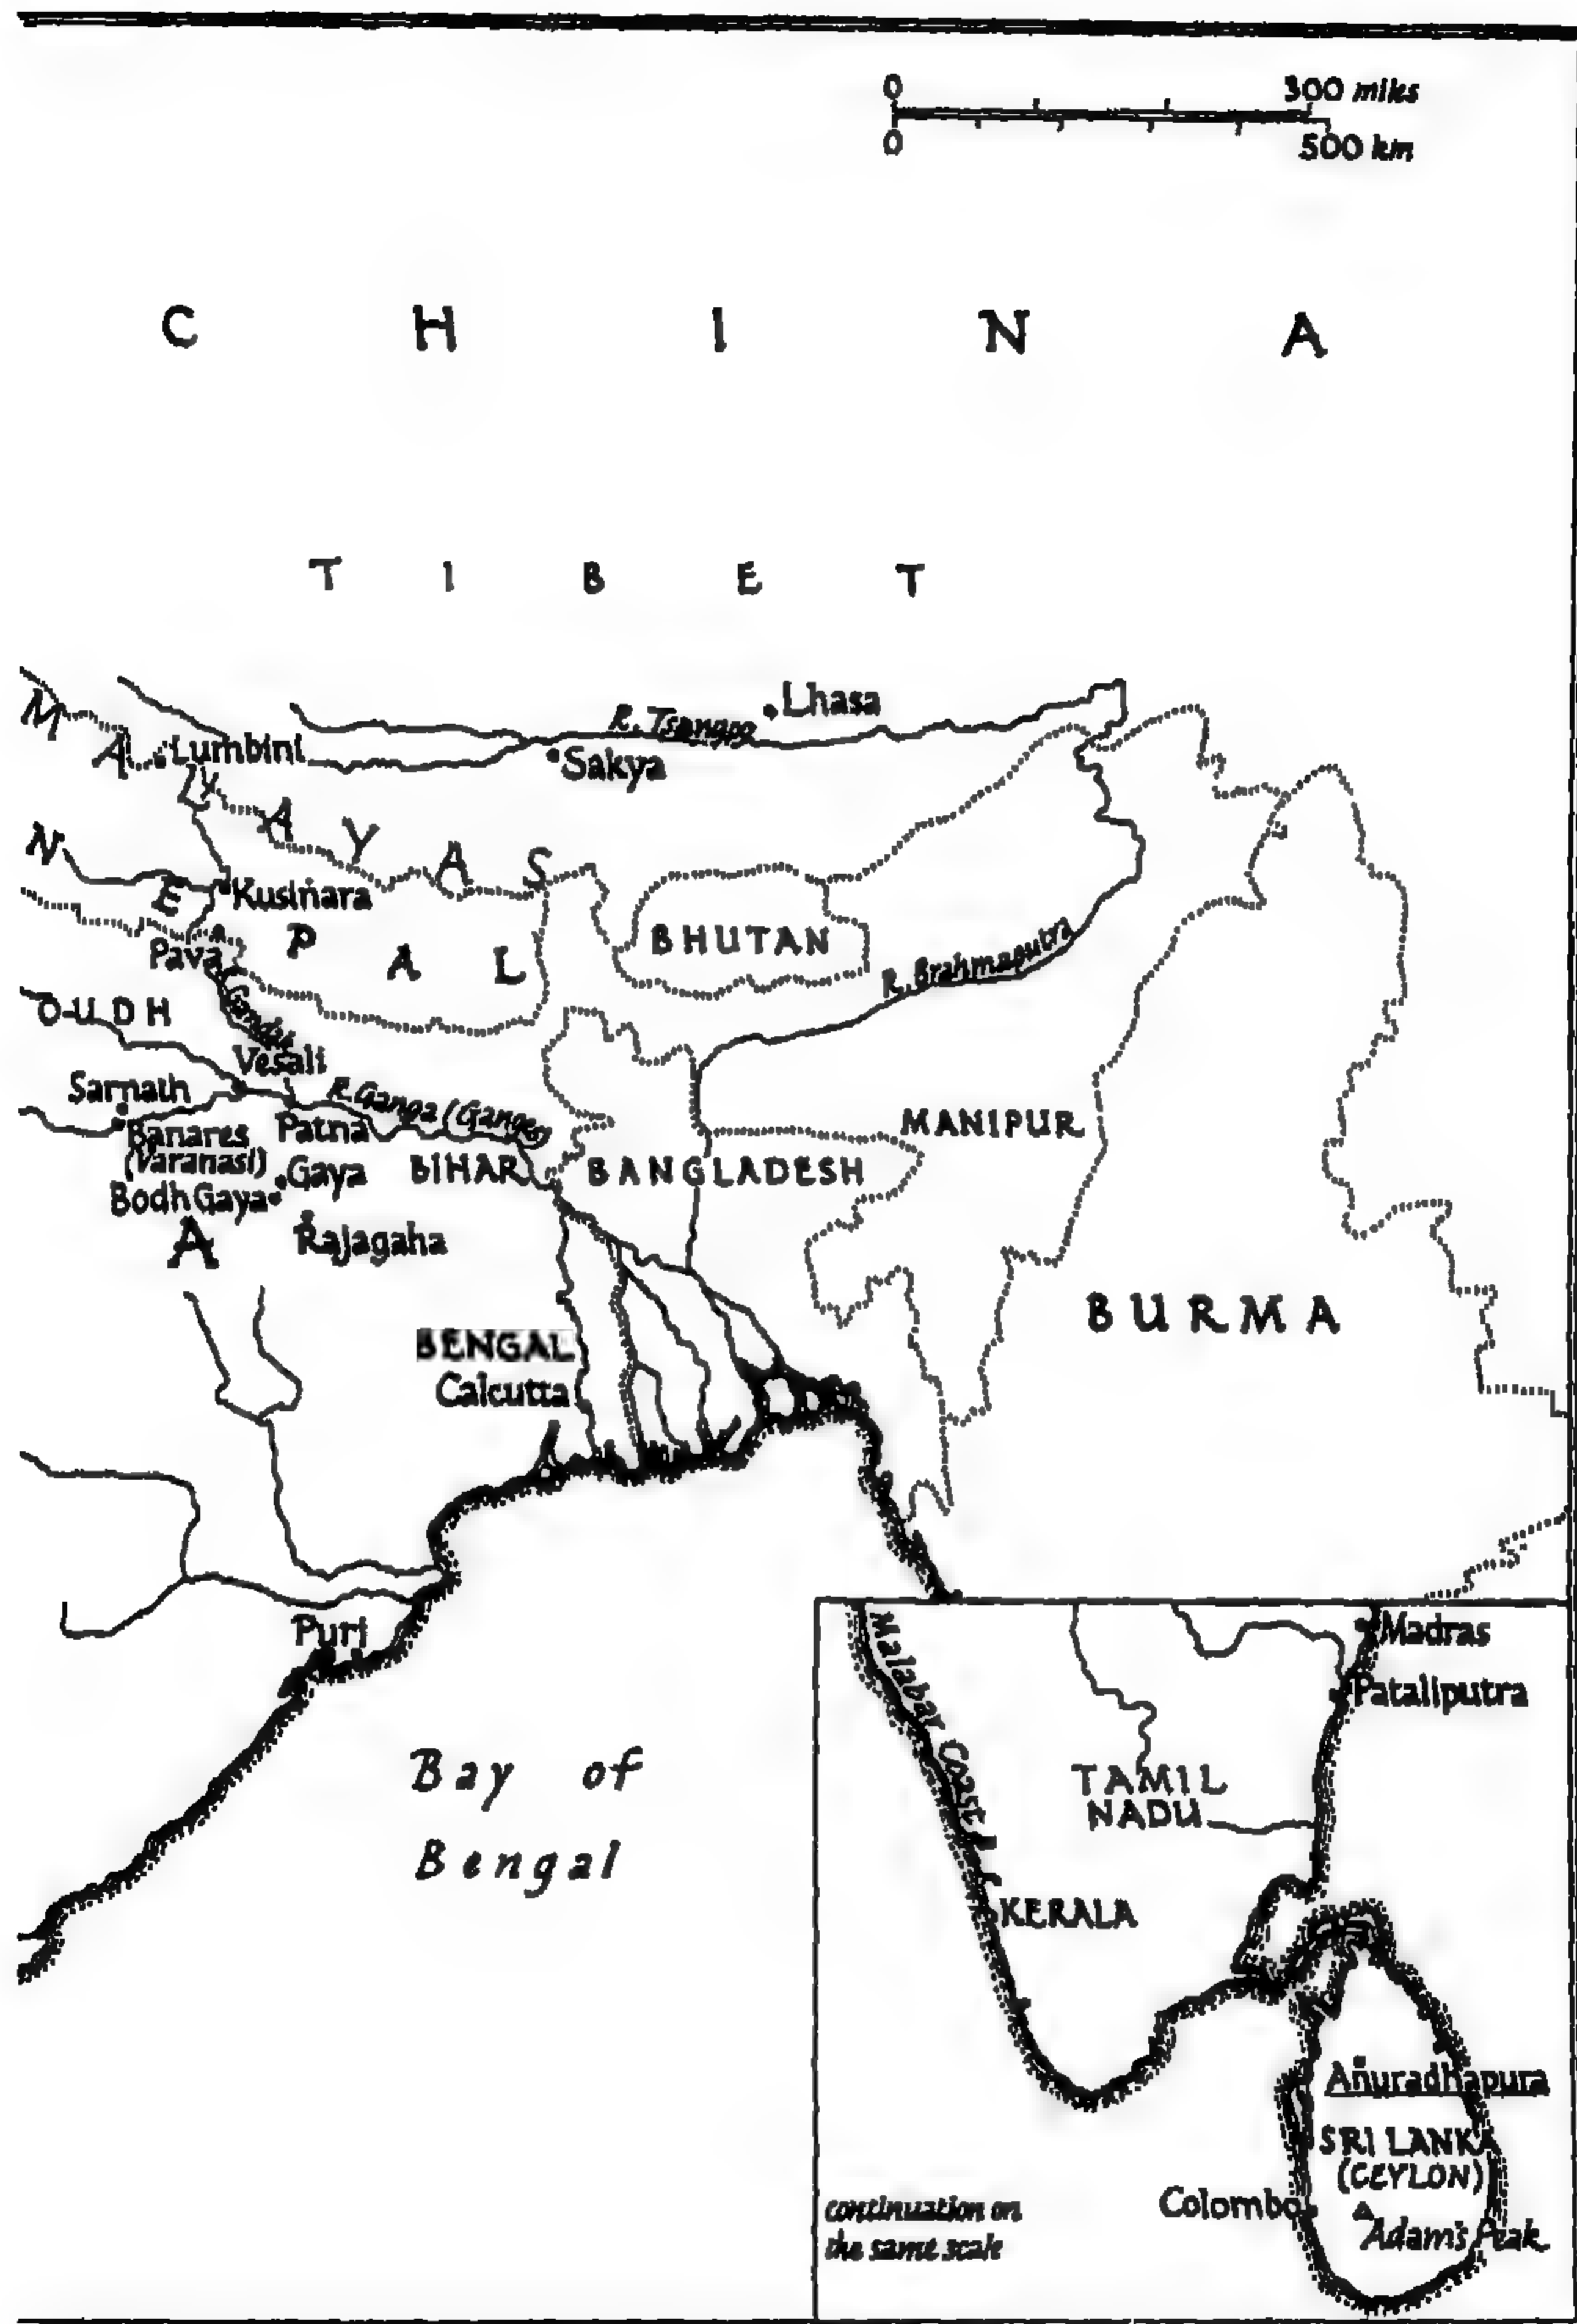 0 300 miles
0 500 km
C H I N A
T I B E T
Lhasa
R. Tsangpo
Sakya
M A L A Y A S
Lumbini
N E P A L
Kusinara
Pava
BHUTAN
R. Brahmaputra
OUDH
Gandak
Vesali
Sarnath
R. Ganga (Ganges)
Banares
(Varanasi)
Patna
MANIPUR
Gaya
BIHAR
BANGLADESH
Bodh Gaya
A
Rajagaha
BURMA
BENGAL
Calcutta
Puri
Bay of
Bengal
Malabar Coast
Madras
Pataliputra
TAMIL
NADU
KERALA
Anuradhapura
SRI LANKA
(CEYLON)
Colombo
Adam's Peak
continuation on
the same scale